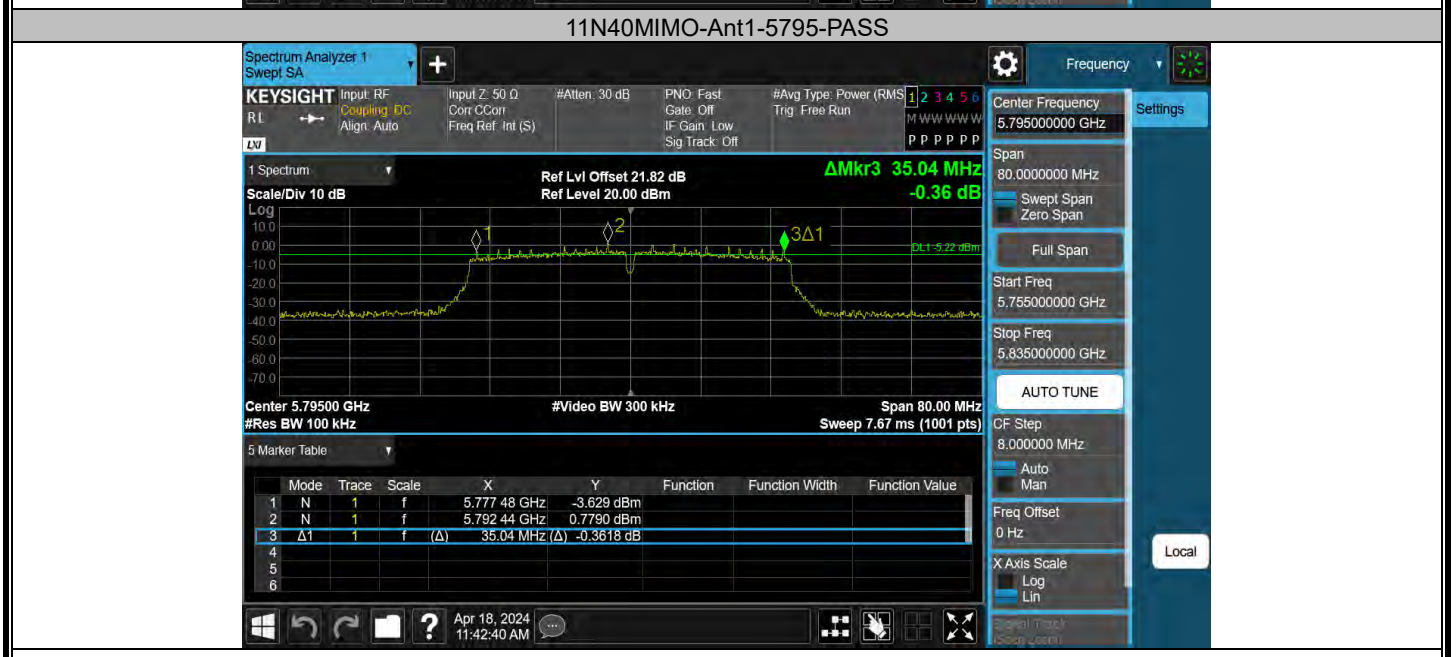 11N40MIMO-Ant1-5795-PASS
Spectrum Analyzer 1
Swept SA
+
Frequency
KEYSIGHT
Input: RF
Input Z: 50 Ω
#Atten: 30 dB
PNO: Fast
#Avg Type: Power (RMS
1 2 3 4 5 6
RL
Coupling: DC
Corr CCorr
Gate: Off
Trig: Free Run
M W W W W W
Align: Auto
Freq Ref: Int (S)
IF Gain: Low
LXI
Sig Track: Off
P P P P P P
Center Frequency
5.795000000 GHz
Settings
1 Spectrum
Ref Lvl Offset 21.82 dB
ΔMkr3 35.04 MHz
Scale/Div 10 dB
Ref Level 20.00 dBm
-0.36 dB
Span
80.0000000 MHz
Swept Span
Zero Span
Log
10.0
0.00
-10.0
-20.0
-30.0
-40.0
-50.0
-60.0
-70.0
1
2
3Δ1
DL1 -5.22 dBm
Full Span
Start Freq
5.755000000 GHz
Stop Freq
5.835000000 GHz
AUTO TUNE
Center 5.79500 GHz
#Video BW 300 kHz
Span 80.00 MHz
#Res BW 100 kHz
Sweep 7.67 ms (1001 pts)
CF Step
8.000000 MHz
Auto
Man
5 Marker Table
Mode Trace Scale X Y Function Function Width Function Value
1 N 1 f 5.777 48 GHz -3.629 dBm
2 N 1 f 5.792 44 GHz 0.7790 dBm
3 Δ1 1 f (Δ) 35.04 MHz (Δ) -0.3618 dB
4
5
6
Freq Offset
0 Hz
Local
X Axis Scale
Log
Lin
?
Apr 18, 2024
11:42:40 AM
Signal Track
(Span Zoom)